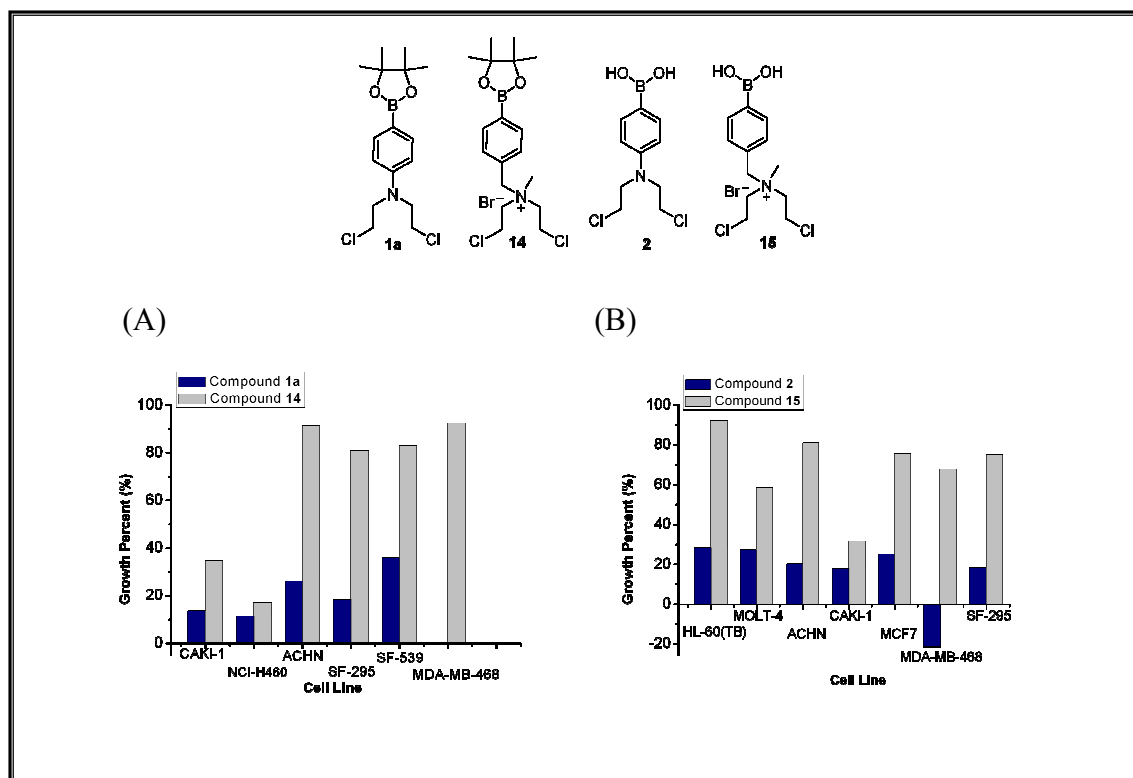 O O
B
N
Cl Cl
1a
O O
B
Br⁻ N +
Cl Cl
14
HO OH
B
N
Cl Cl
2
HO OH
B
Br⁻ N +
Cl Cl
15
(A)
Compound 1a
Compound 14
Growth Percent (%)
100
80
60
40
20
0
CAKI-1
NCI-H460
ACHN
SF-295
SF-539
MDA-MB-468
Cell Line
(B)
Compound 2
Compound 15
Growth Percent (%)
100
80
60
40
20
0
-20
HL-60(TB)
MOLT-4
ACHN
CAKI-1
MCF7
MDA-MB-468
SF-295
Cell Line